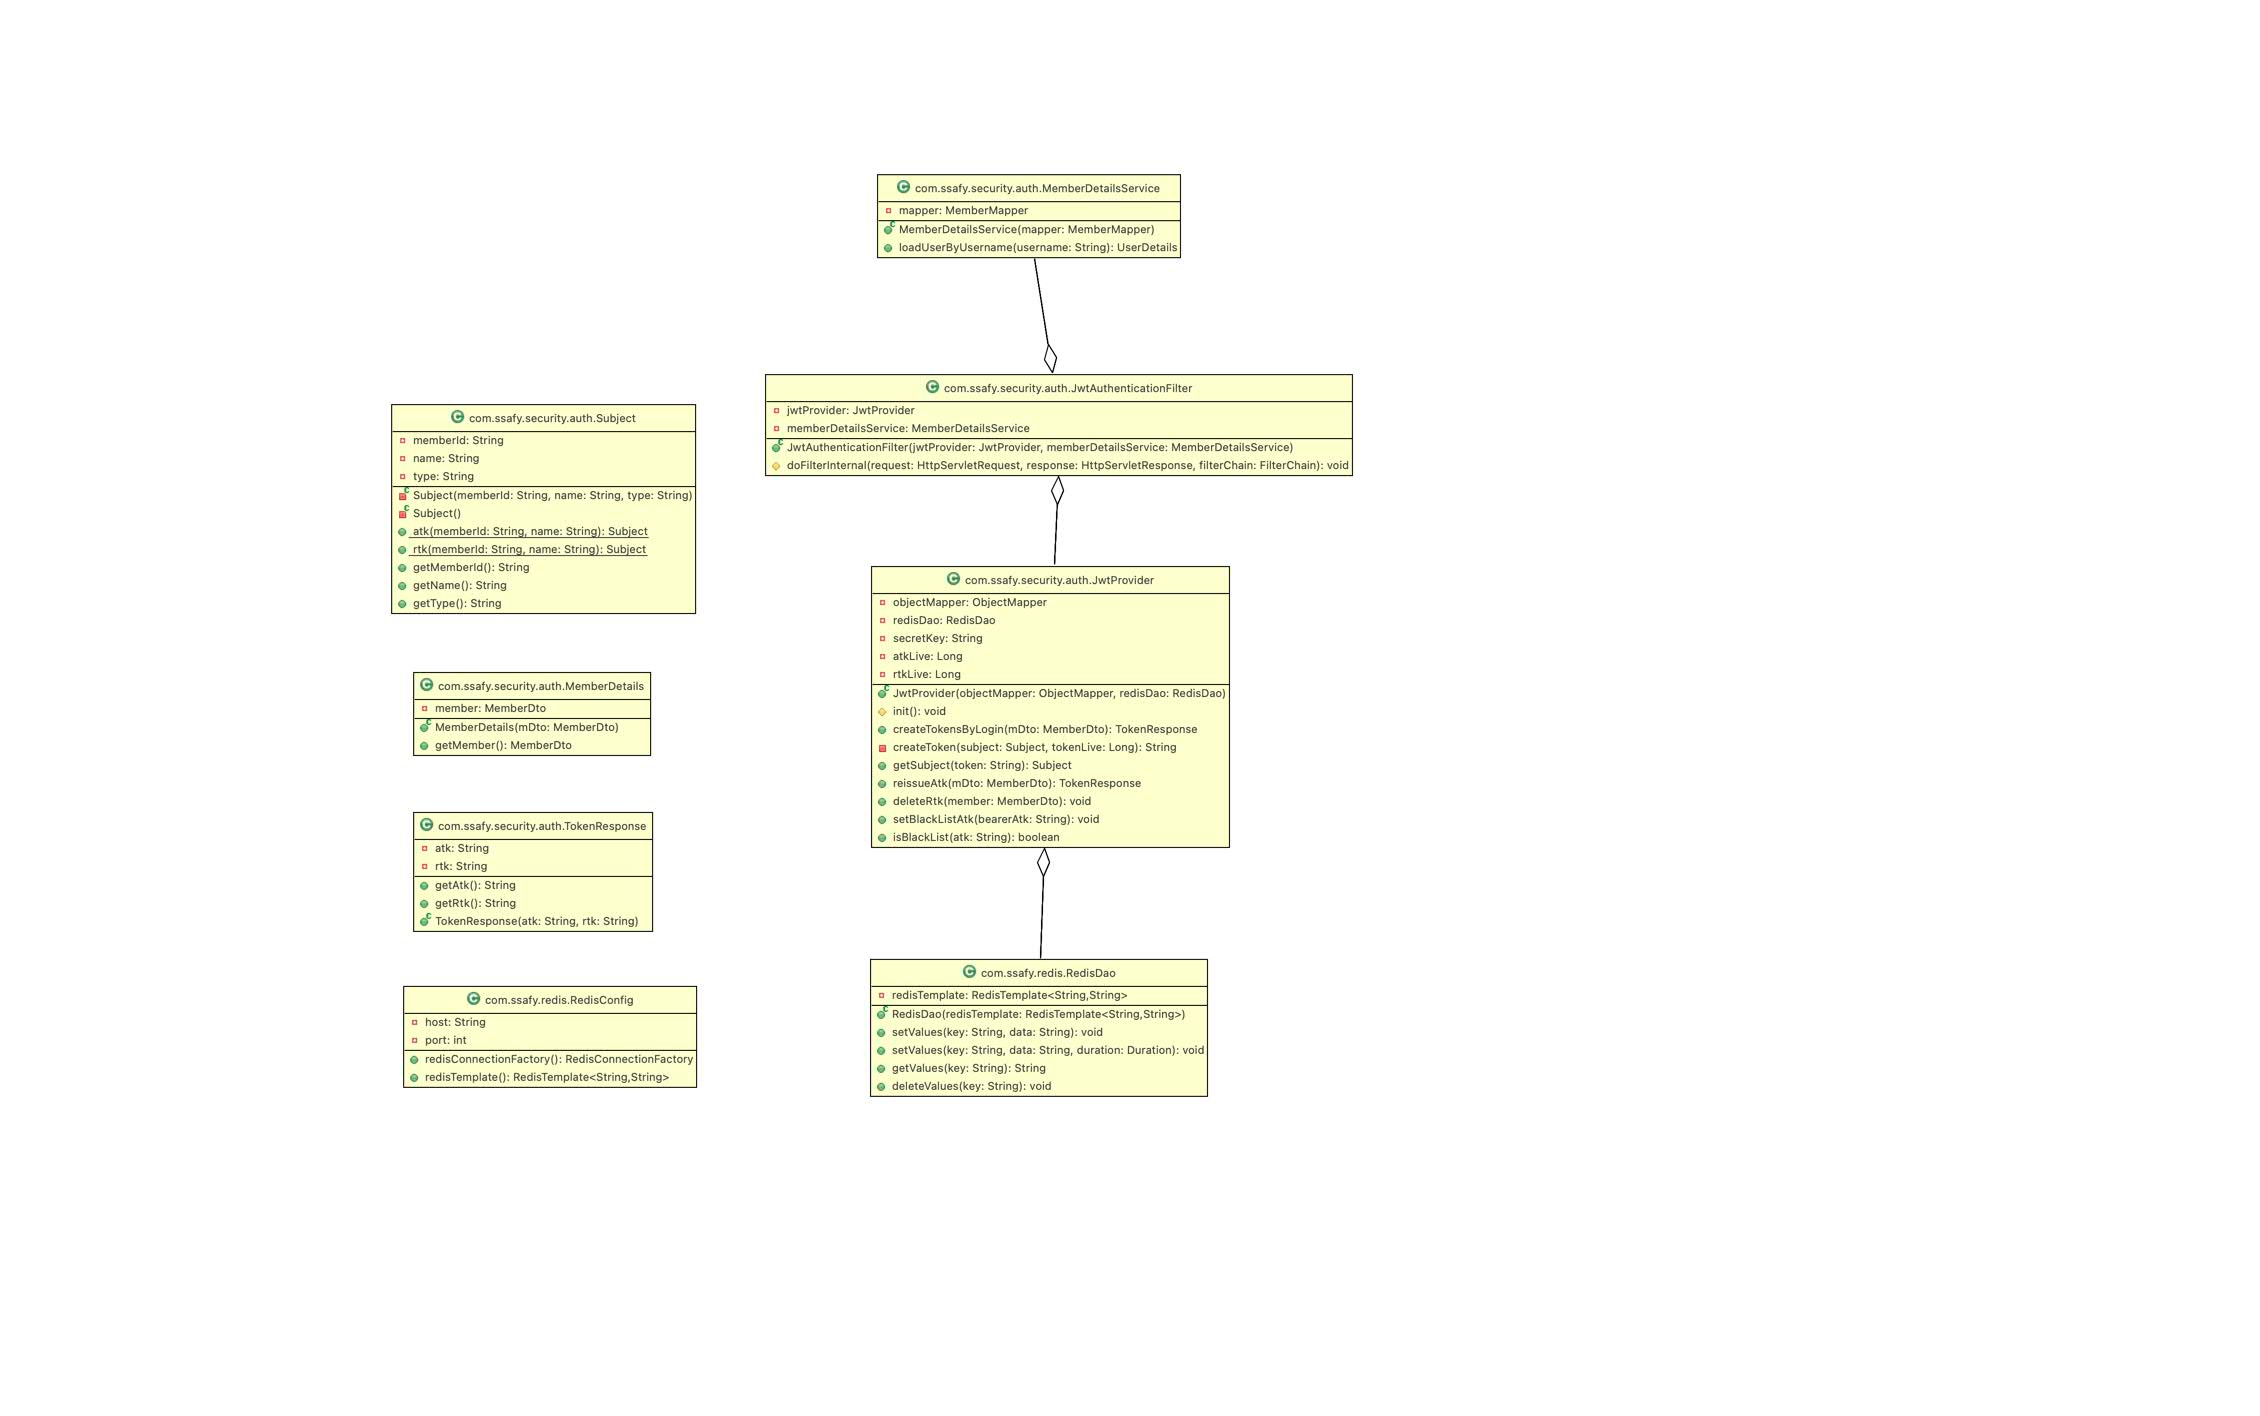 com.ssafy.security.auth.MemberDetailsService
mapper: MemberMapper
MemberDetailsService(mapper: MemberMapper)
loadUserByUsername(username: String): UserDetails
com.ssafy.security.auth.JwtAuthenticationFilter
jwtProvider: JwtProvider
memberDetailsService: MemberDetailsService
JwtAuthenticationFilter(jwtProvider: JwtProvider, memberDetailsService: MemberDetailsService)
doFilterInternal(request: HttpServletRequest, response: HttpServletResponse, filterChain: FilterChain): void
com.ssafy.security.auth.Subject
memberId: String
name: String
type: String
Subject(memberId: String, name: String, type: String)
Subject()
atk(memberId: String, name: String): Subject
rtk(memberId: String, name: String): Subject
getMemberId(): String
getName(): String
getType(): String
com.ssafy.security.auth.JwtProvider
objectMapper: ObjectMapper
redisDao: RedisDao
secretKey: String
atkLive: Long
rtkLive: Long
JwtProvider(objectMapper: ObjectMapper, redisDao: RedisDao)
init(): void
createTokensByLogin(mDto: MemberDto): TokenResponse
createToken(subject: Subject, tokenLive: Long): String
getSubject(token: String): Subject
reissueAtk(mDto: MemberDto): TokenResponse
deleteRtk(member: MemberDto): void
setBlackListAtk(bearerAtk: String): void
isBlackList(atk: String): boolean
com.ssafy.security.auth.MemberDetails
member: MemberDto
MemberDetails(mDto: MemberDto)
getMember(): MemberDto
com.ssafy.security.auth.TokenResponse
atk: String
rtk: String
getAtk(): String
getRtk(): String
TokenResponse(atk: String, rtk: String)
com.ssafy.redis.RedisDao
redisTemplate: RedisTemplate<String,String>
RedisDao(redisTemplate: RedisTemplate<String,String>)
setValues(key: String, data: String): void
setValues(key: String, data: String, duration: Duration): void
getValues(key: String): String
deleteValues(key: String): void
com.ssafy.redis.RedisConfig
host: String
port: int
redisConnectionFactory(): RedisConnectionFactory
redisTemplate(): RedisTemplate<String,String>